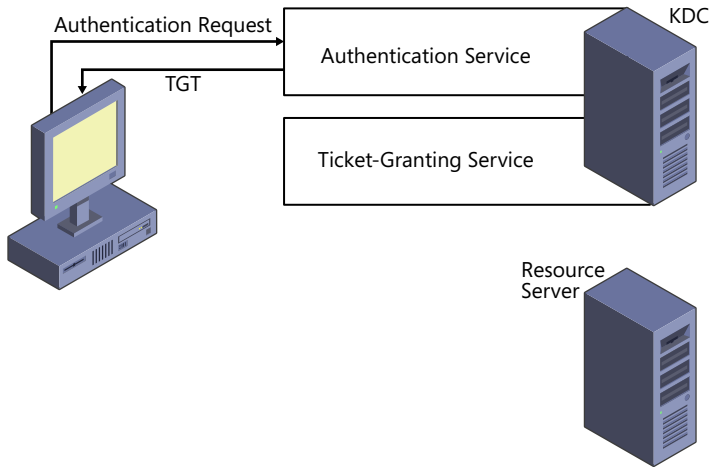 Authentication Request
KDC
Authentication Service
TGT
Ticket-Granting Service
Resource
Server